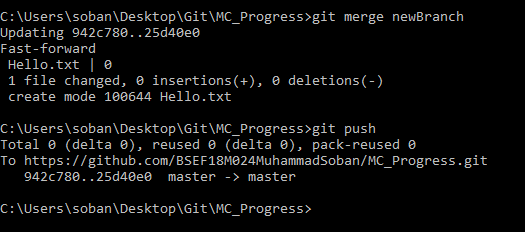 C:\Users\soban\Desktop\Git\MC_Progress>git merge newBranch
Updating 942c780..25d40e0
Fast-forward
 Hello.txt | 0
 1 file changed, 0 insertions(+), 0 deletions(-)
 create mode 100644 Hello.txt
C:\Users\soban\Desktop\Git\MC_Progress>git push
Total 0 (delta 0), reused 0 (delta 0), pack-reused 0
To https://github.com/BSEF18M024MuhammadSoban/MC_Progress.git
   942c780..25d40e0  master -> master
C:\Users\soban\Desktop\Git\MC_Progress>